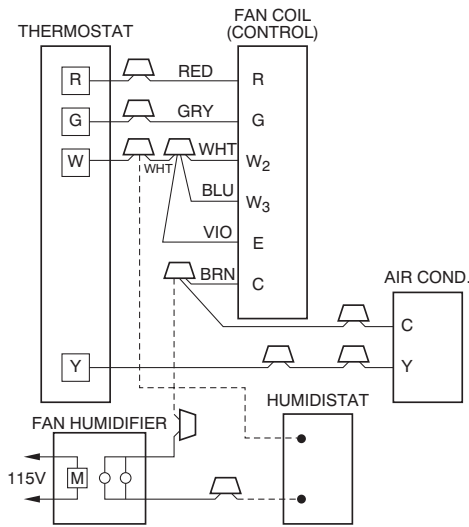 FAN COIL
(CONTROL)
THERMOSTAT
R RED R
G GRY G
W WHT WHT W2
BLU W3
VIO E
BRN C
AIR COND.
C
Y Y
HUMIDISTAT
FAN HUMIDIFIER
115V M